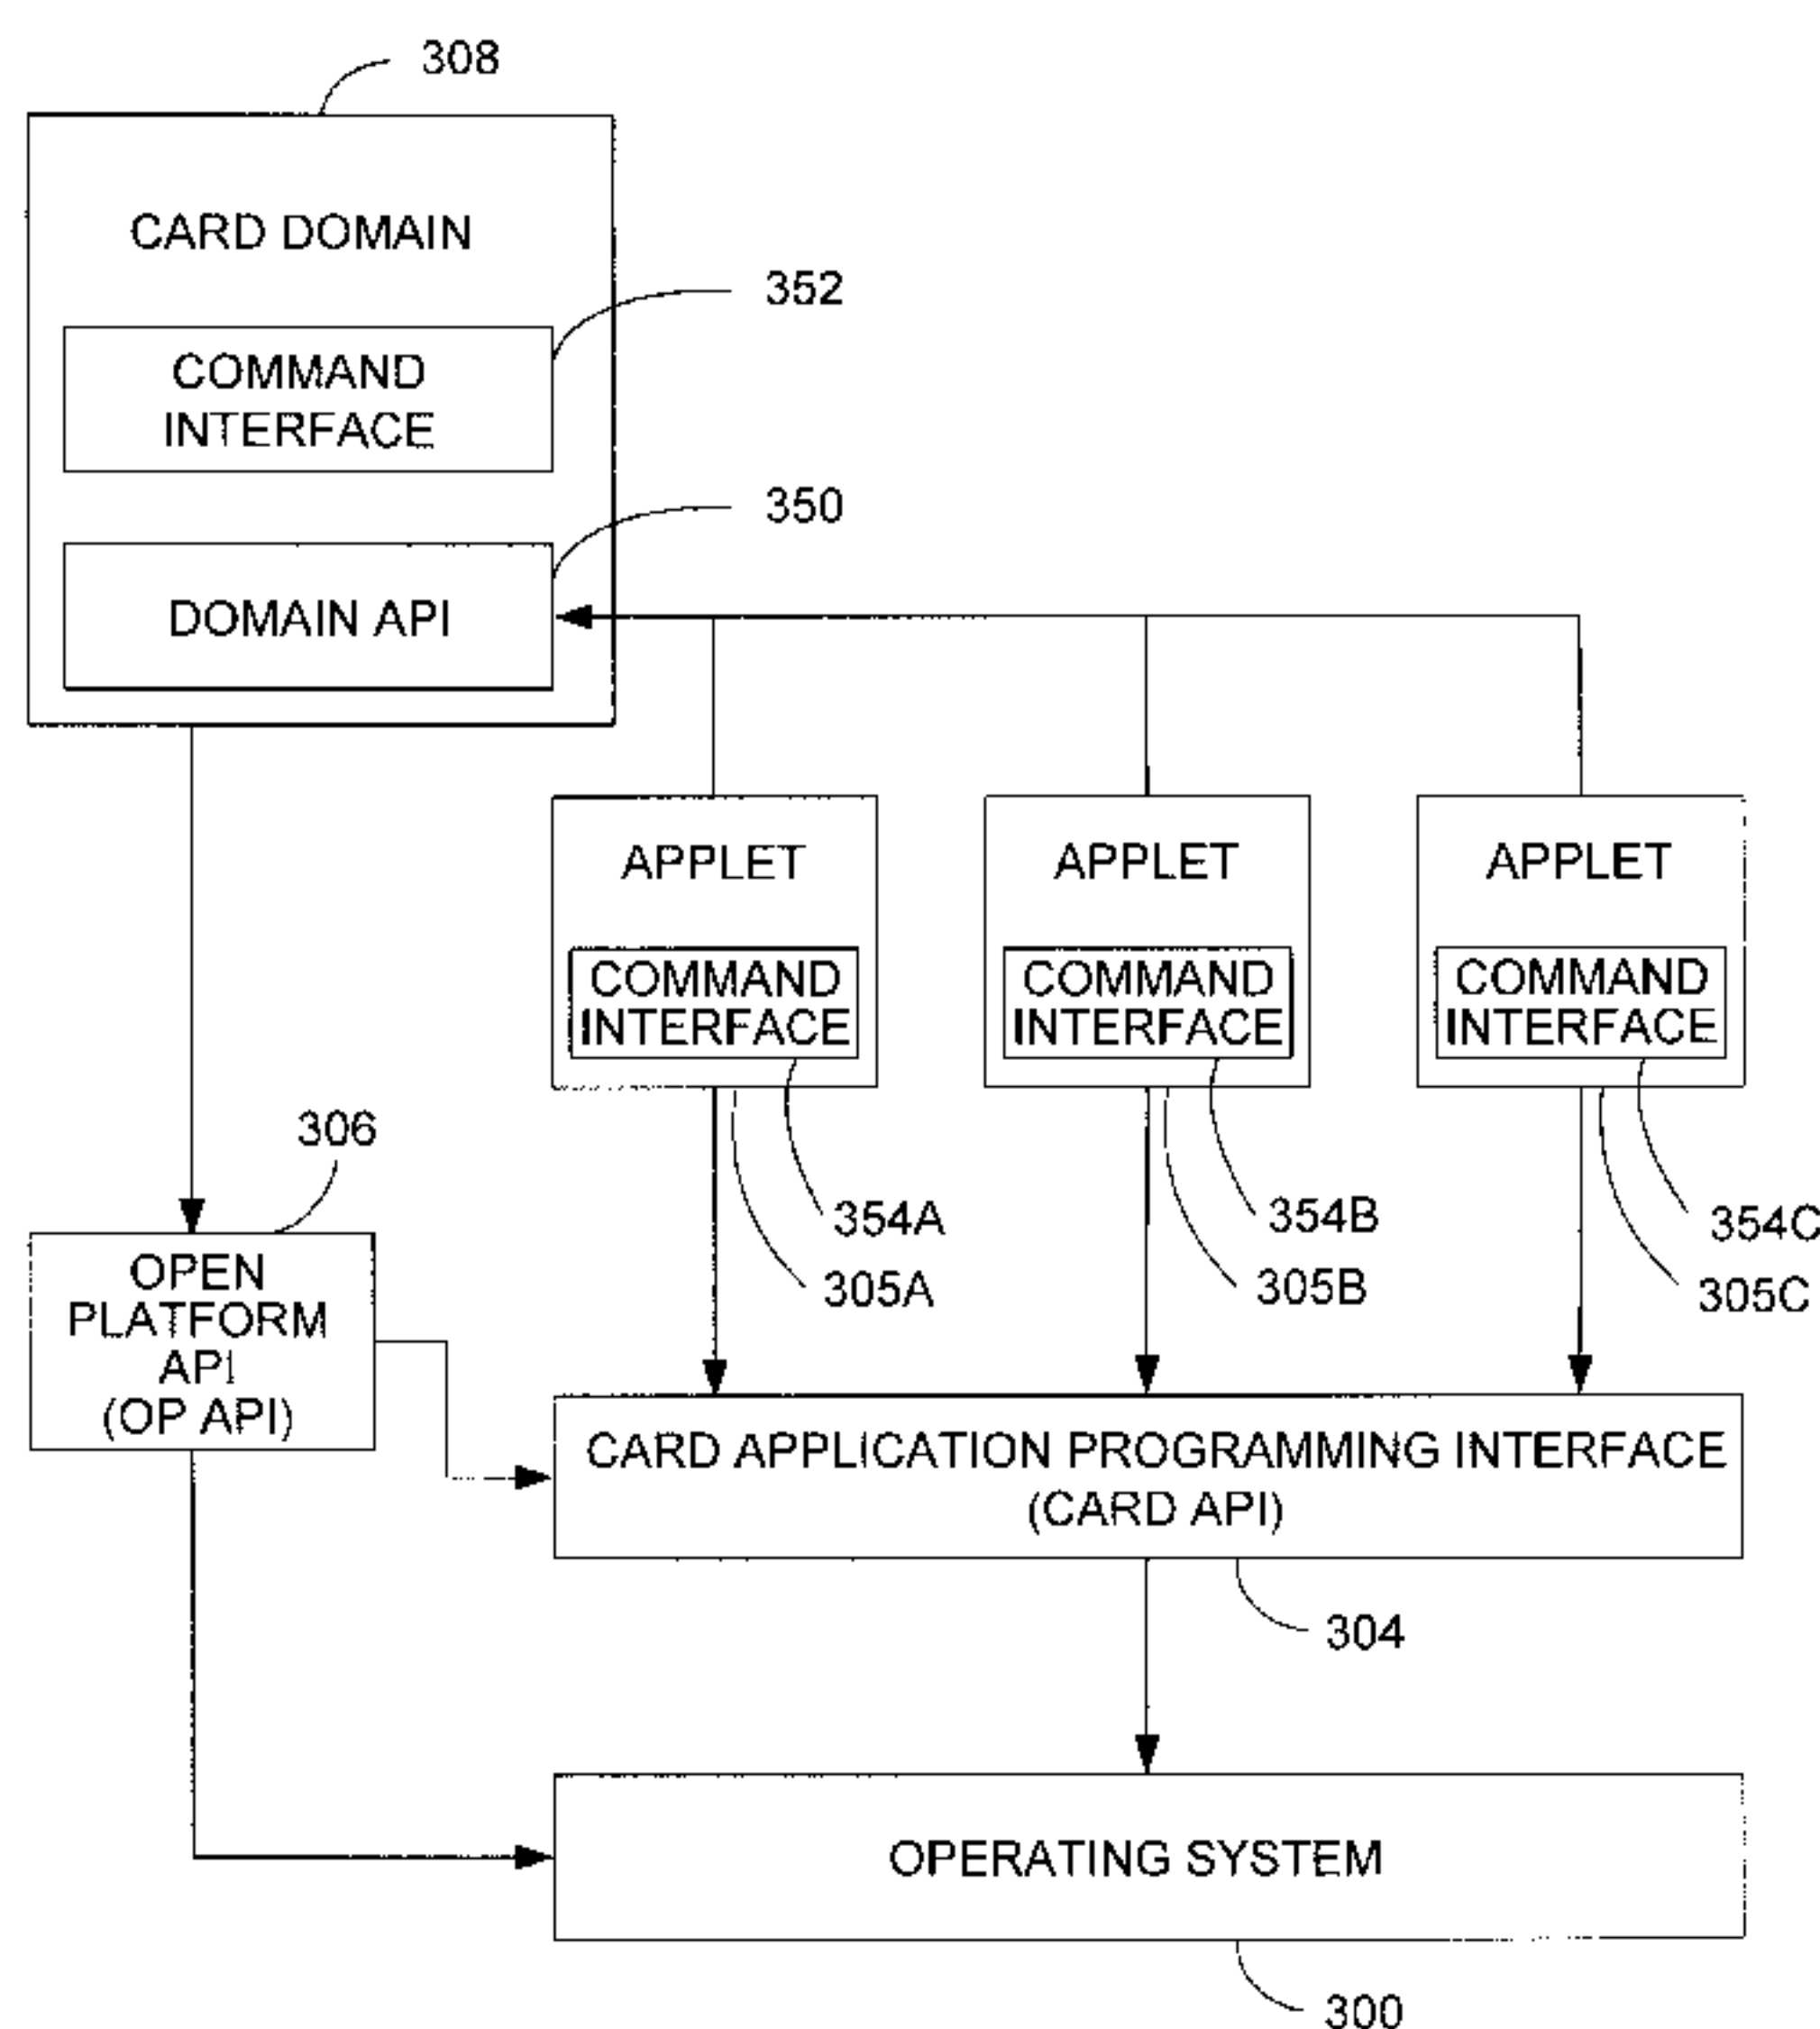 308
CARD DOMAIN
352
COMMAND
INTERFACE
350
DOMAIN API
APPLET
APPLET
APPLET
COMMAND
INTERFACE
COMMAND
INTERFACE
COMMAND
INTERFACE
306
354A
354B
354C
305A
305B
305C
OPEN
PLATFORM
API
(OP API)
CARD APPLICATION PROGRAMMING INTERFACE
(CARD API)
304
OPERATING SYSTEM
300